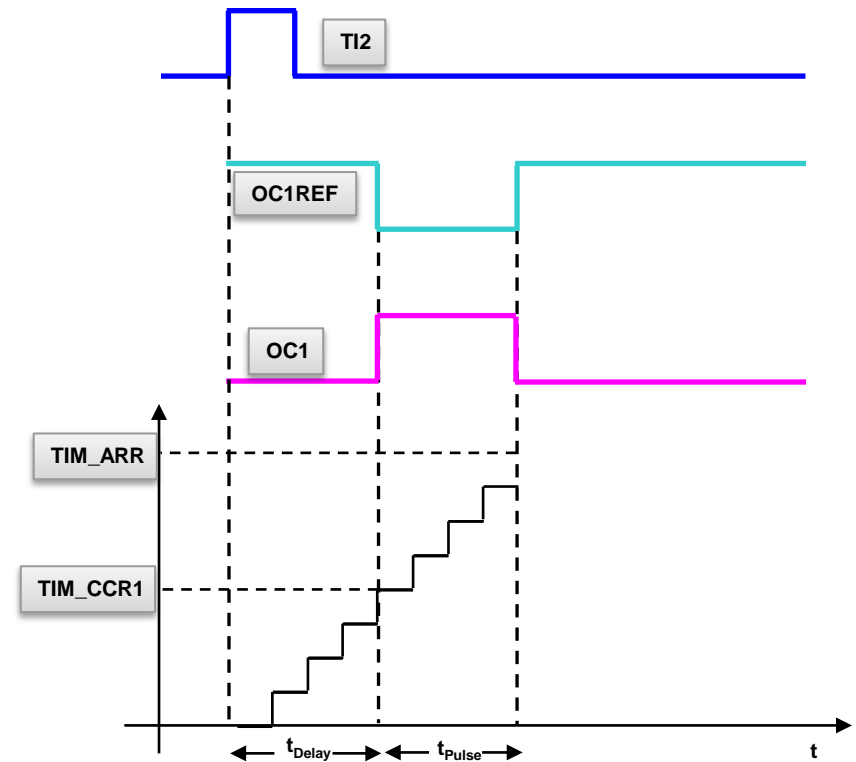 TI2
OC1REF
OC1
TIM_ARR
TIM_CCR1
tDelay
tPulse
t